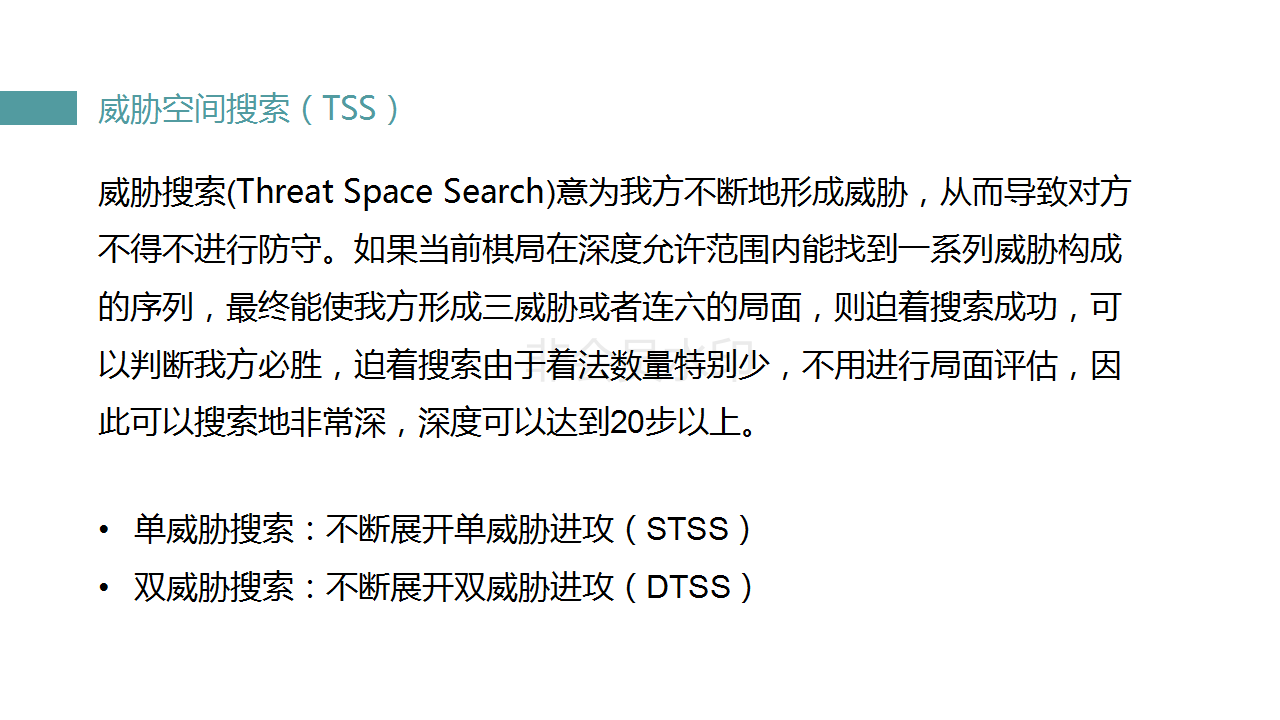 威胁空间搜索（TSS）
威胁搜索(Threat Space Search)意为我方不断地形成威胁，从而导致对方
不得不进行防守。如果当前棋局在深度允许范围内能找到一系列威胁构成
的序列，最终能使我方形成三威胁或者连六的局面，则迫着搜索成功，可
以判断我方必胜，迫着搜索由于着法数量特别少，不用进行局面评估，因
此可以搜索地非常深，深度可以达到20步以上。
• 单威胁搜索：不断展开单威胁进攻（STSS）
• 双威胁搜索：不断展开双威胁进攻（DTSS）